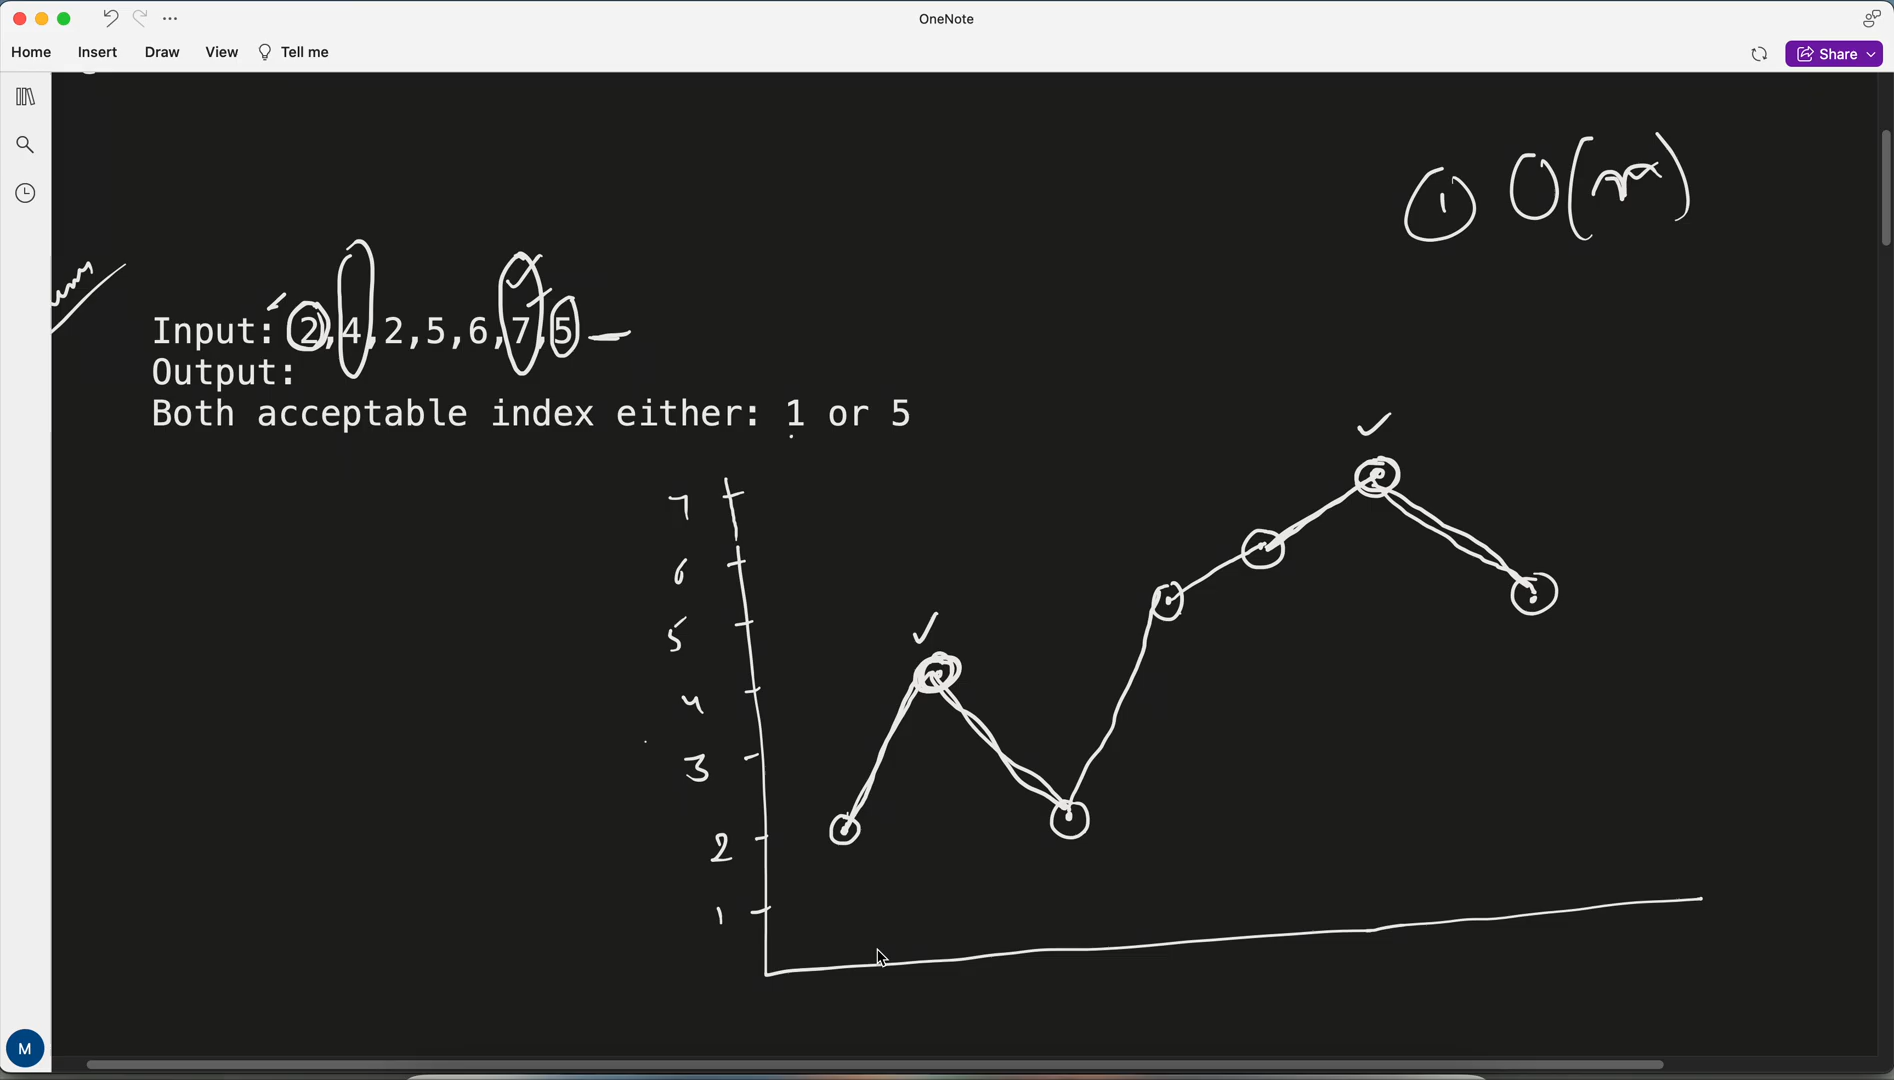 OneNote
Home Insert Draw View Tell me Share
① O(n)
Input: 2,4,2,5,6,7,5
Output:
Both acceptable index either: 1 or 5
7
6
5
4
3
2
1
M